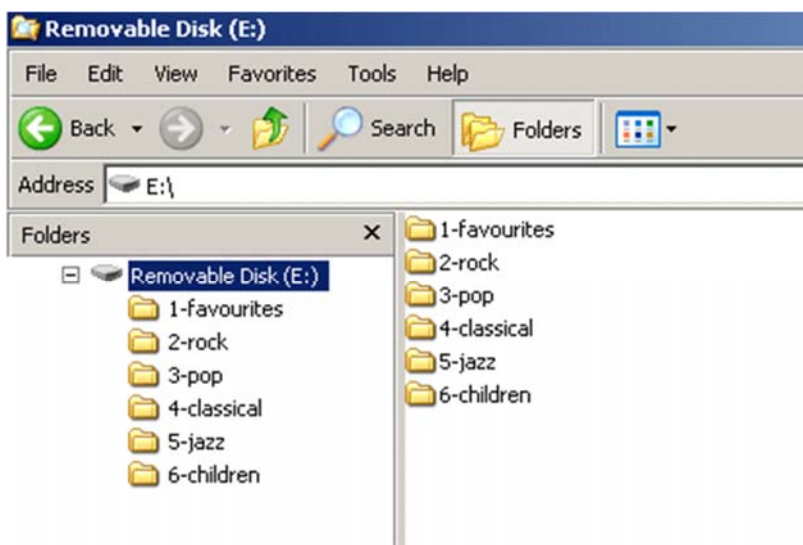 Removable Disk (E:)
File Edit View Favorites Tools Help
Back Search Folders
Address E:\
Folders
Removable Disk (E:)
1-favourites
2-rock
3-pop
4-classical
5-jazz
6-children
1-favourites
2-rock
3-pop
4-classical
5-jazz
6-children